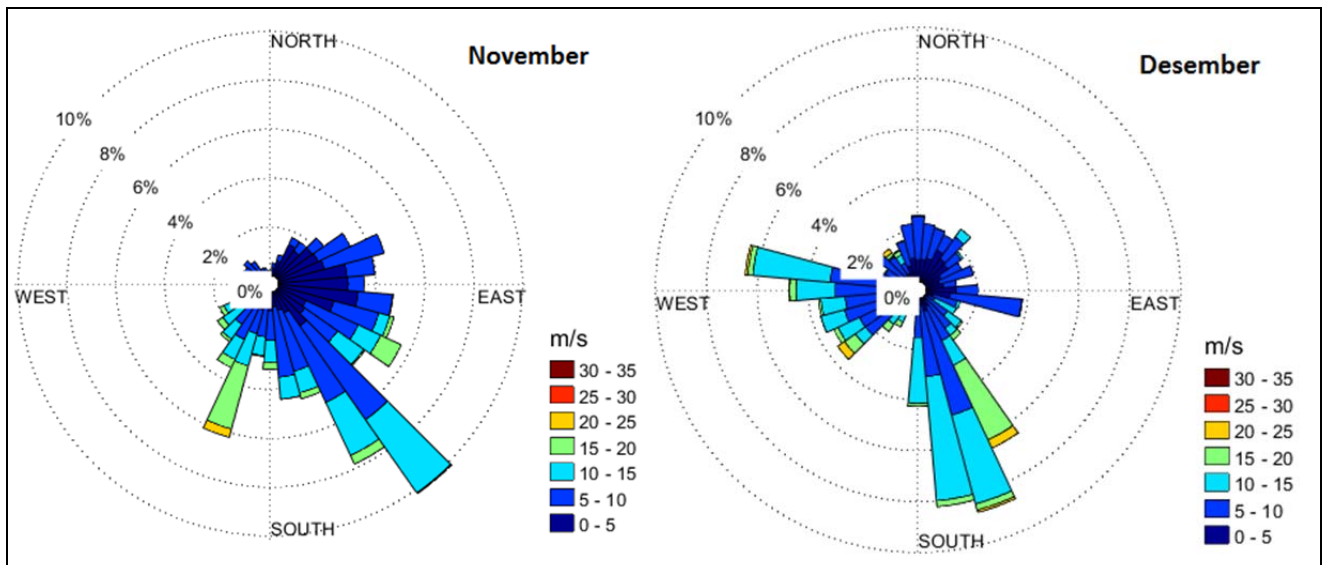 November
NORTH
10%
8%
6%
4%
2%
0%
WEST
EAST
SOUTH
m/s
30 - 35
25 - 30
20 - 25
15 - 20
10 - 15
5 - 10
0 - 5
Desember
NORTH
10%
8%
6%
4%
2%
0%
WEST
EAST
SOUTH
m/s
30 - 35
25 - 30
20 - 25
15 - 20
10 - 15
5 - 10
0 - 5